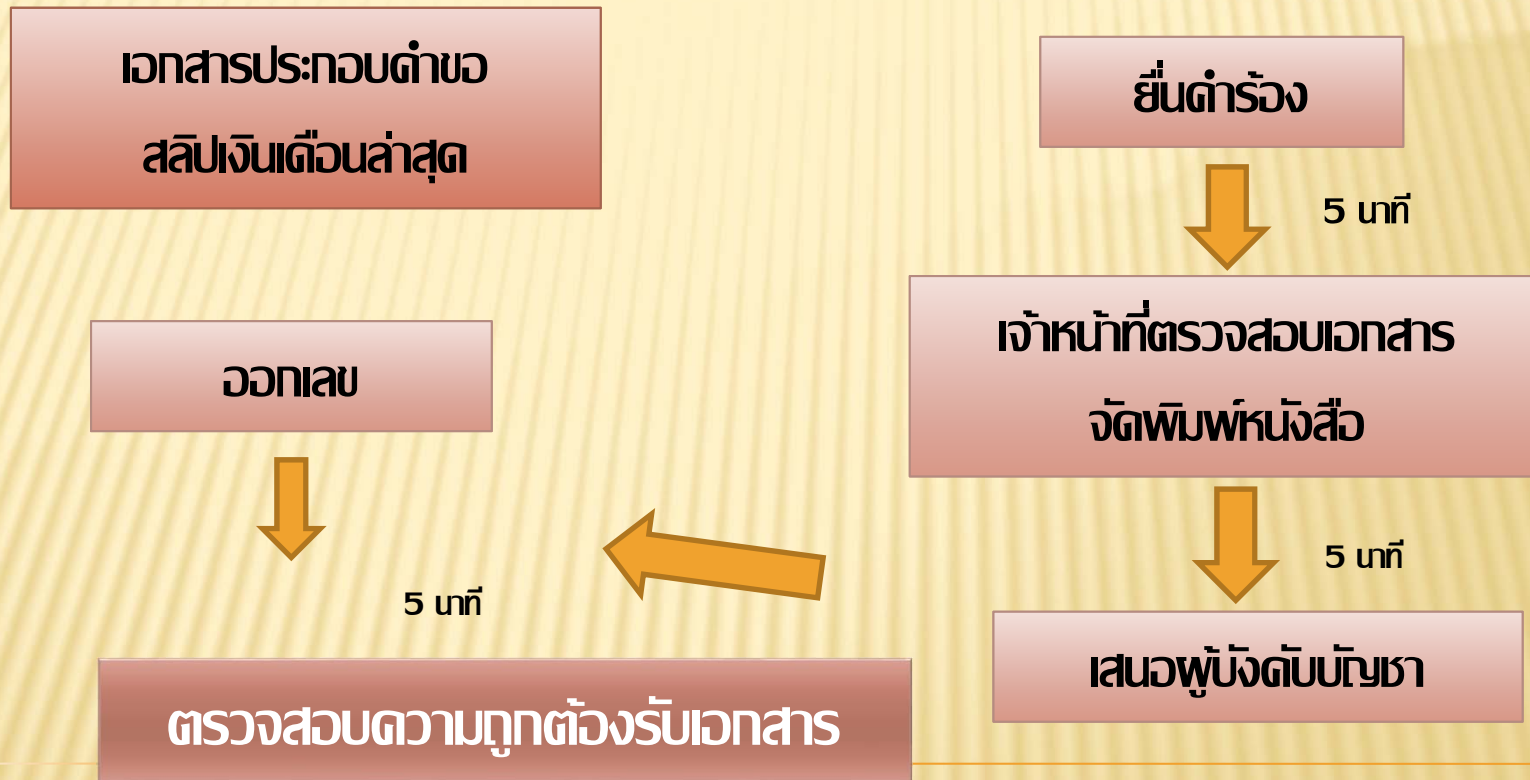 เอกสารประกอบคำขอ
สลิปเงินเดือนล่าสุด
ยื่นคำร้อง
5 นาที
เจ้าหน้าที่ตรวจสอบเอกสาร
จัดพิมพ์หนังสือ
5 นาที
เสนอผู้บังคับบัญชา
ออกเลข
5 นาที
ตรวจสอบความถูกต้องรับเอกสาร